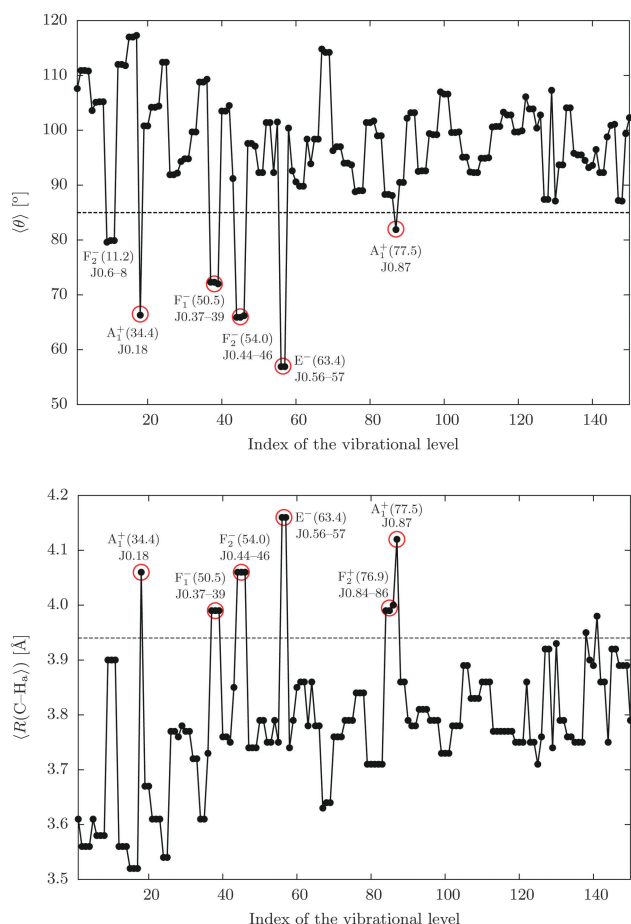 120
110
100
90
80
70
60
50
⟨θ⟩ [°]
F₂⁻(11.2)
J0.6–8
A₁⁺(34.4)
J0.18
F₁⁻(50.5)
J0.37–39
F₂⁻(54.0)
J0.44–46
E⁻(63.4)
J0.56–57
A₁⁺(77.5)
J0.87
20 40 60 80 100 120 140
Index of the vibrational level
4.2
4.1
4.0
3.9
3.8
3.7
3.6
3.5
⟨R(C–Hₐ⟩) [Å]
A₁⁺(34.4)
J0.18
F₁⁻(50.5)
J0.37–39
F₂⁻(54.0)
J0.44–46
E⁻(63.4)
J0.56–57
A₁⁺(77.5)
J0.87
F₂⁺(76.9)
J0.84–86
20 40 60 80 100 120 140
Index of the vibrational level